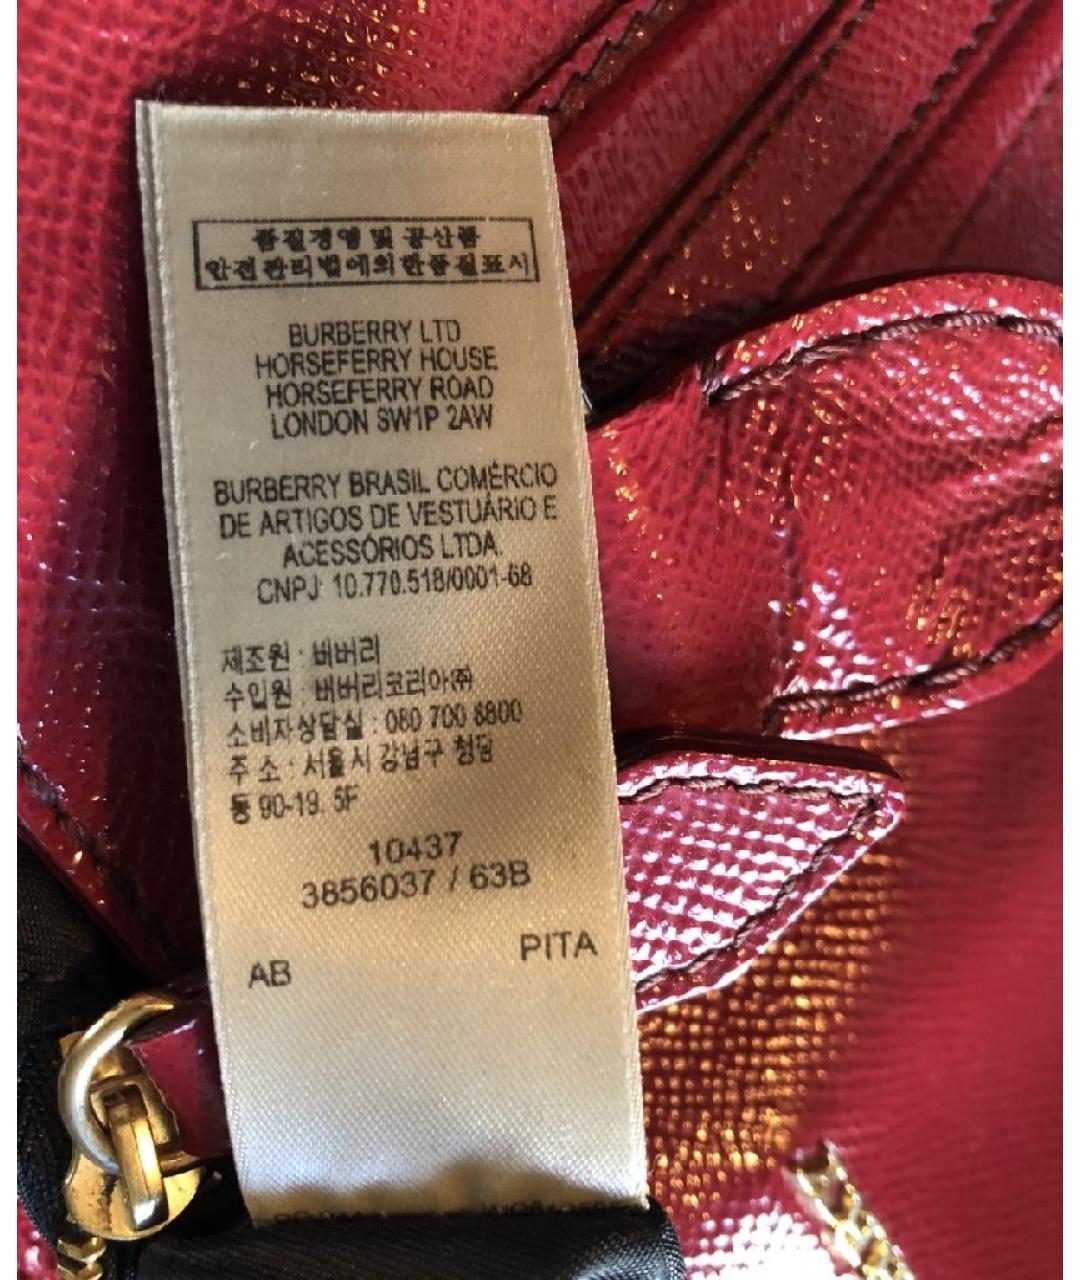 품질경영 및 공산품
안전관리법에의한품질표시
BURBERRY LTD
HORSEFERRY HOUSE
HORSEFERRY ROAD
LONDON SW1P 2AW
BURBERRY BRASIL COMÉRCIO
DE ARTIGOS DE VESTUÁRIO E
ACESSÓRIOS LTDA.
CNPJ: 10.770.518/0001-68
제조원 : 버버리
수입원 : 버버리코리아㈜
소비자상담실 : 080 700 8800
주 소 : 서울시 강남구 청담
동 90-19. 5F
10437
3856037 / 63B
AB PITA